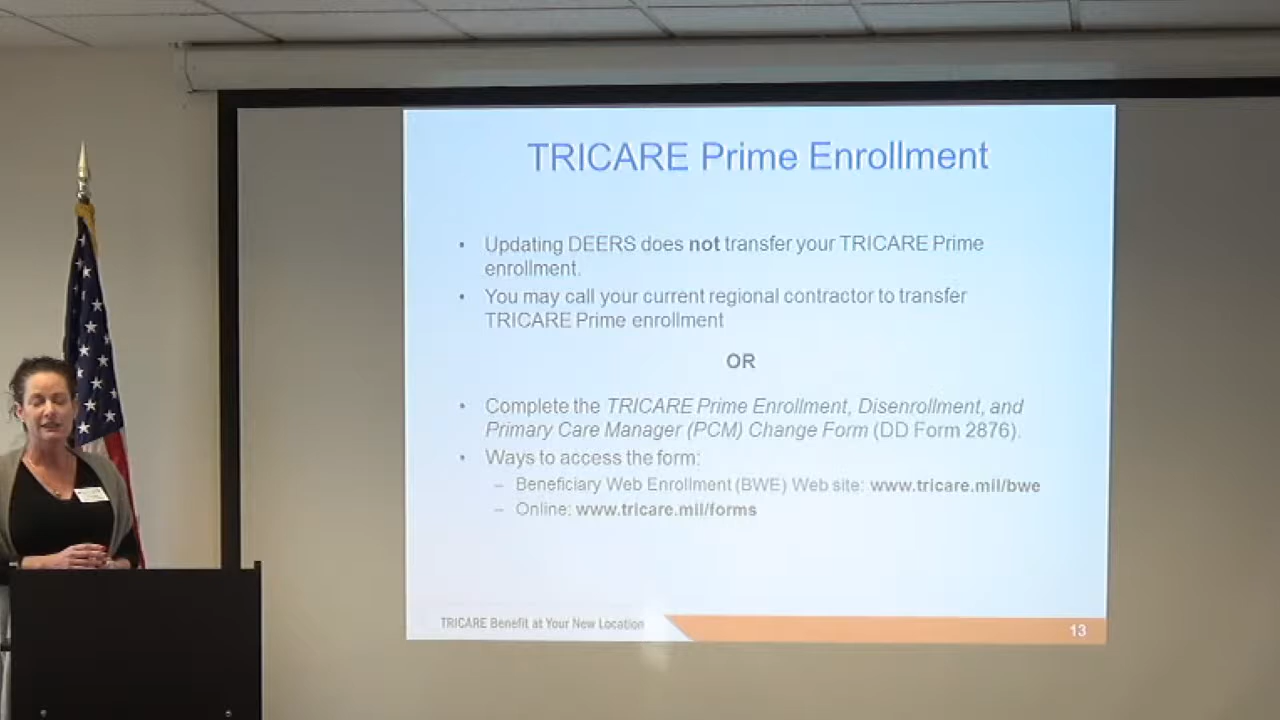 TRICARE Prime Enrollment
• Updating DEERS does not transfer your TRICARE Prime
enrollment.
• You may call your current regional contractor to transfer
TRICARE Prime enrollment
OR
• Complete the TRICARE Prime Enrollment, Disenrollment, and
Primary Care Manager (PCM) Change Form (DD Form 2876).
• Ways to access the form:
– Beneficiary Web Enrollment (BWE) Web site: www.tricare.mil/bwe
– Online: www.tricare.mil/forms
TRICARE Benefit at Your New Location
13